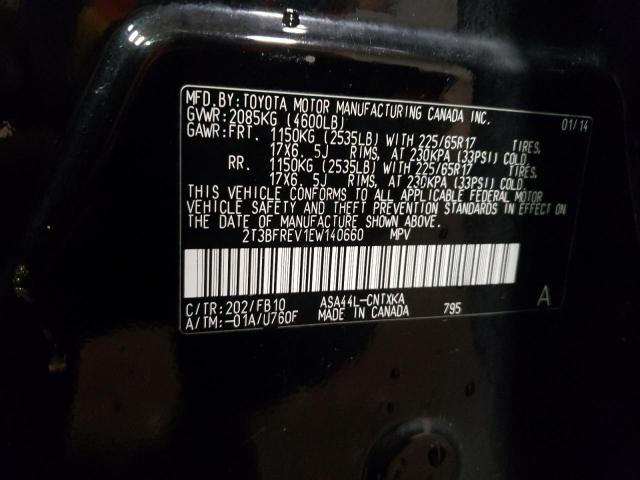 MFD.BY:TOYOTA MOTOR MANUFACTURING CANADA INC.
GVWR:2085KG (4600LB) 01/14
GAWR:FRT. 1150KG (2535LB) WITH 225/65R17 TIRES,
17X6.5J RIMS, AT 230KPA (33PSI) COLD
RR. 1150KG (2535LB) WITH 225/65R17 TIRES,
17X6.5J RIMS, AT 230KPA (33PSI) COLD
THIS VEHICLE CONFORMS TO ALL APPLICABLE FEDERAL MOTOR
VEHICLE SAFETY AND THEFT PREVENTION STANDARDS IN EFFECT ON
THE DATE OF MANUFACTURE SHOWN ABOVE.
2T3BFREV1EW140660 MPV
C/TR:202/FB10 ASA44L-CNTXKA A
A/TM:-01A/U760F MADE IN CANADA 795